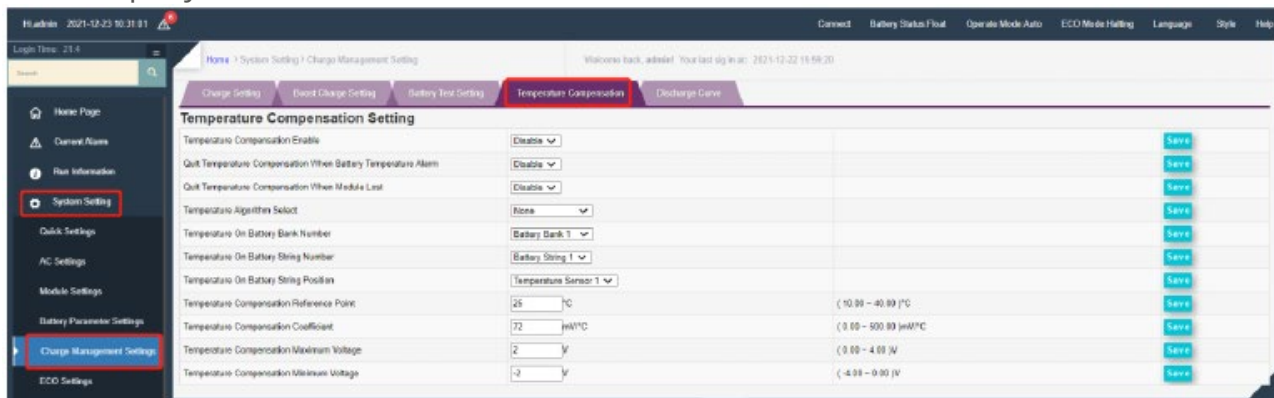 Hi,admin 2021-12-23 10:31:01
Connect Battery Status:Float Operate Mode:Auto ECO Mode:Halting Language Style Help
Login Time: 21:4
Search
Home > System Setting > Charge Management Setting
Welcome back, admin! Your last sig in at: 2021-12-22
Charge Setting Boost Charge Setting Battery Test Setting Temperature Compensation Discharge Curve
Home Page
Current Alarm
Run Information
System Setting
Quick Settings
AC Settings
Module Settings
Battery Parameter Settings
Charge Management Settings
ECO Settings
Temperature Compensation Setting
Temperature Compensation Enable Disable Save
Quit Temperature Compensation When Battery Temperature Alarm Disable Save
Quit Temperature Compensation When Module Lost Disable Save
Temperature Algorithm Select None Save
Temperature On Battery Bank Number Battery Bank 1 Save
Temperature On Battery String Number Battery String 1 Save
Temperature On Battery String Position Temperature Sensor 1 Save
Temperature Compensation Reference Point 25 °C ( 10.00 ~ 40.00 )°C Save
Temperature Compensation Coefficient 72 mV/°C ( 0.00 ~ 500.00 )mV/°C Save
Temperature Compensation Maximum Voltage 2 V ( 0.00 ~ 4.00 )V Save
Temperature Compensation Minimum Voltage -2 V ( -4.00 ~ 0.00 )V Save